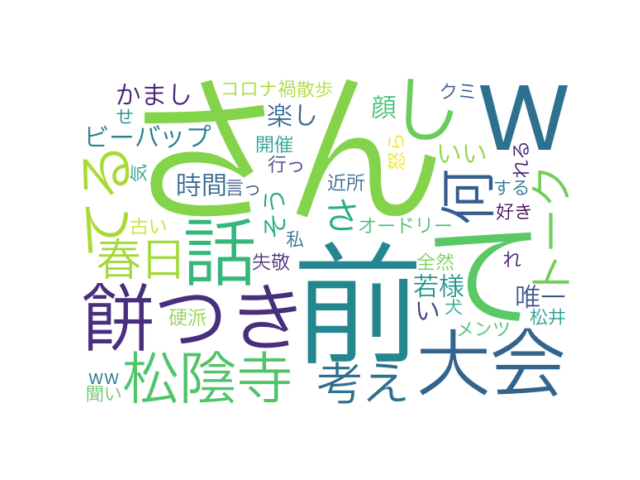 コロナ禍散歩
クミ
かまし
さん
し
W
せ
楽し
顔
ビーバップ
開催
怒ら
いい
れる
てる
気
時間
言っ
行っ
近所
何
する
トーク
古い
春日
話
そう
さ
オードリー
好き
て
私
失敬
前
全然
れ
餅つき
硬派
若様
い
犬
唯一
松井
メンツ
大会
松陰寺
考え
ww
聞い